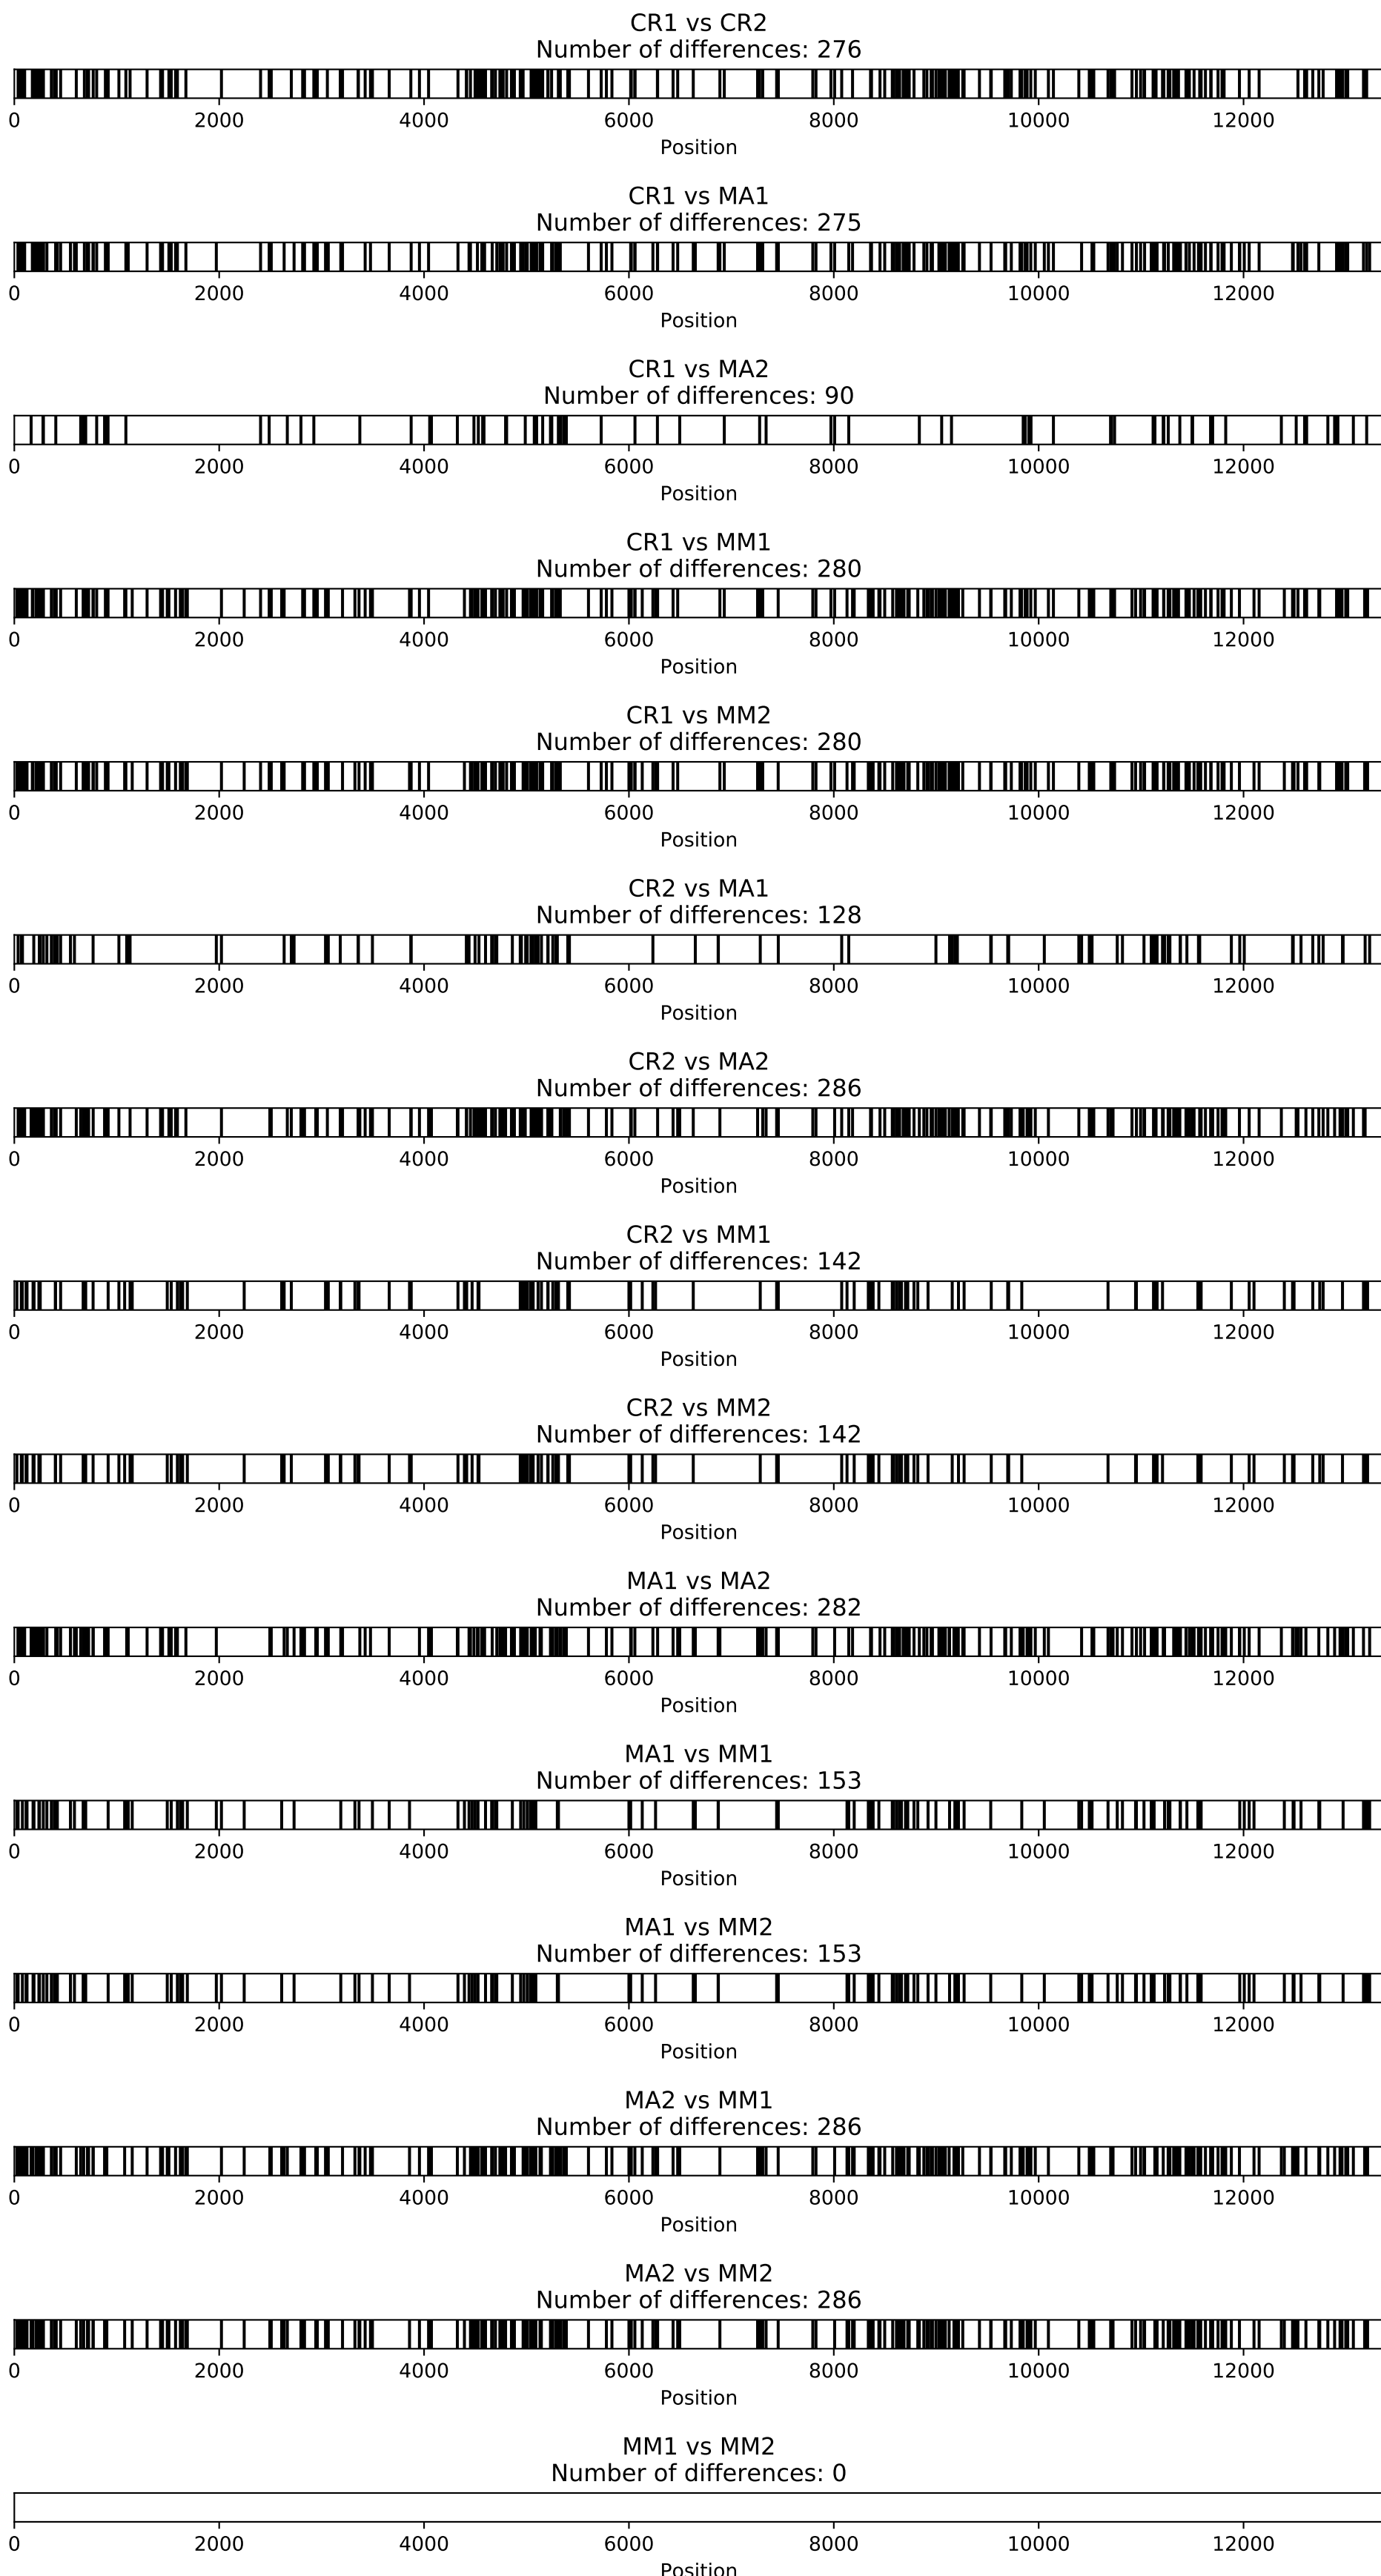 CR1 vs CR2
Number of differences: 276
0 2000 4000 6000 8000 10000 12000
Position
CR1 vs MA1
Number of differences: 275
0 2000 4000 6000 8000 10000 12000
Position
CR1 vs MA2
Number of differences: 90
0 2000 4000 6000 8000 10000 12000
Position
CR1 vs MM1
Number of differences: 280
0 2000 4000 6000 8000 10000 12000
Position
CR1 vs MM2
Number of differences: 280
0 2000 4000 6000 8000 10000 12000
Position
CR2 vs MA1
Number of differences: 128
0 2000 4000 6000 8000 10000 12000
Position
CR2 vs MA2
Number of differences: 286
0 2000 4000 6000 8000 10000 12000
Position
CR2 vs MM1
Number of differences: 142
0 2000 4000 6000 8000 10000 12000
Position
CR2 vs MM2
Number of differences: 142
0 2000 4000 6000 8000 10000 12000
Position
MA1 vs MA2
Number of differences: 282
0 2000 4000 6000 8000 10000 12000
Position
MA1 vs MM1
Number of differences: 153
0 2000 4000 6000 8000 10000 12000
Position
MA1 vs MM2
Number of differences: 153
0 2000 4000 6000 8000 10000 12000
Position
MA2 vs MM1
Number of differences: 286
0 2000 4000 6000 8000 10000 12000
Position
MA2 vs MM2
Number of differences: 286
0 2000 4000 6000 8000 10000 12000
Position
MM1 vs MM2
Number of differences: 0
0 2000 4000 6000 8000 10000 12000
Position